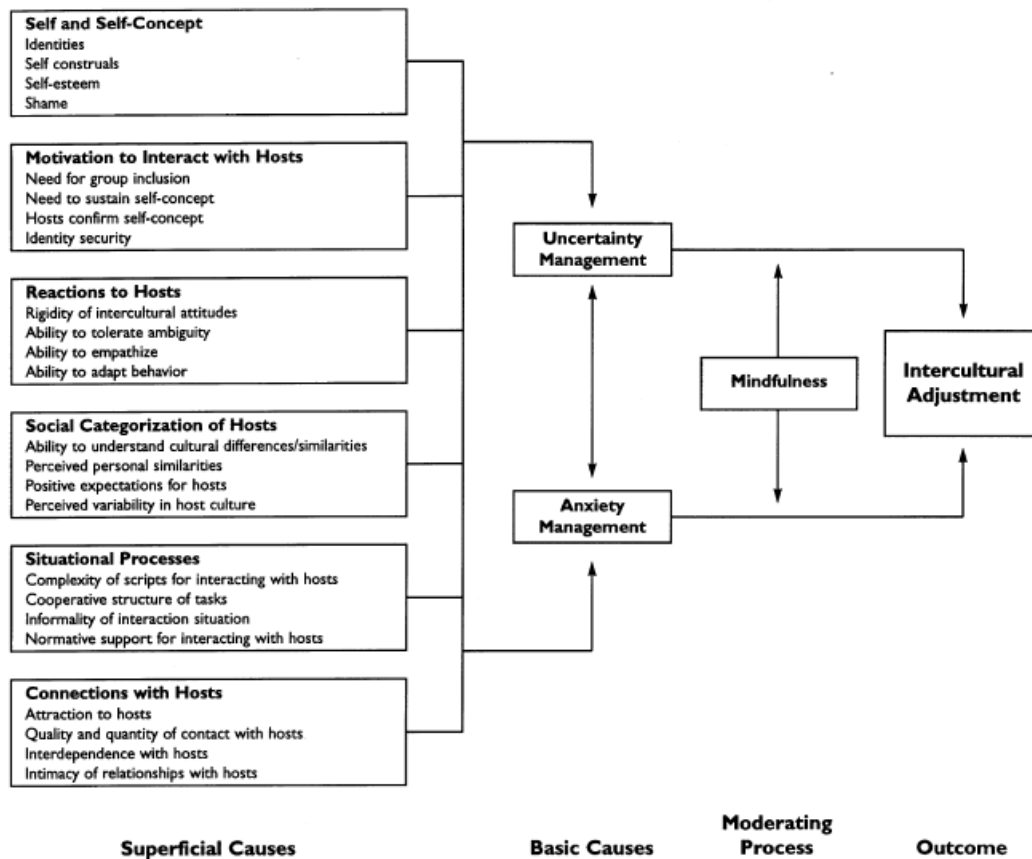 Self and Self-Concept
Identities
Self construals
Self-esteem
Shame
Motivation to Interact with Hosts
Need for group inclusion
Need to sustain self-concept
Hosts confirm self-concept
Identity security
Reactions to Hosts
Rigidity of intercultural attitudes
Ability to tolerate ambiguity
Ability to empathize
Ability to adapt behavior
Social Categorization of Hosts
Ability to understand cultural differences/similarities
Perceived personal similarities
Positive expectations for hosts
Perceived variability in host culture
Situational Processes
Complexity of scripts for interacting with hosts
Cooperative structure of tasks
Informality of interaction situation
Normative support for interacting with hosts
Connections with Hosts
Attraction to hosts
Quality and quantity of contact with hosts
Interdependence with hosts
Intimacy of relationships with hosts
Uncertainty
Management
Anxiety
Management
Mindfulness
Intercultural
Adjustment
Superficial Causes
Basic Causes
Moderating
Process
Outcome